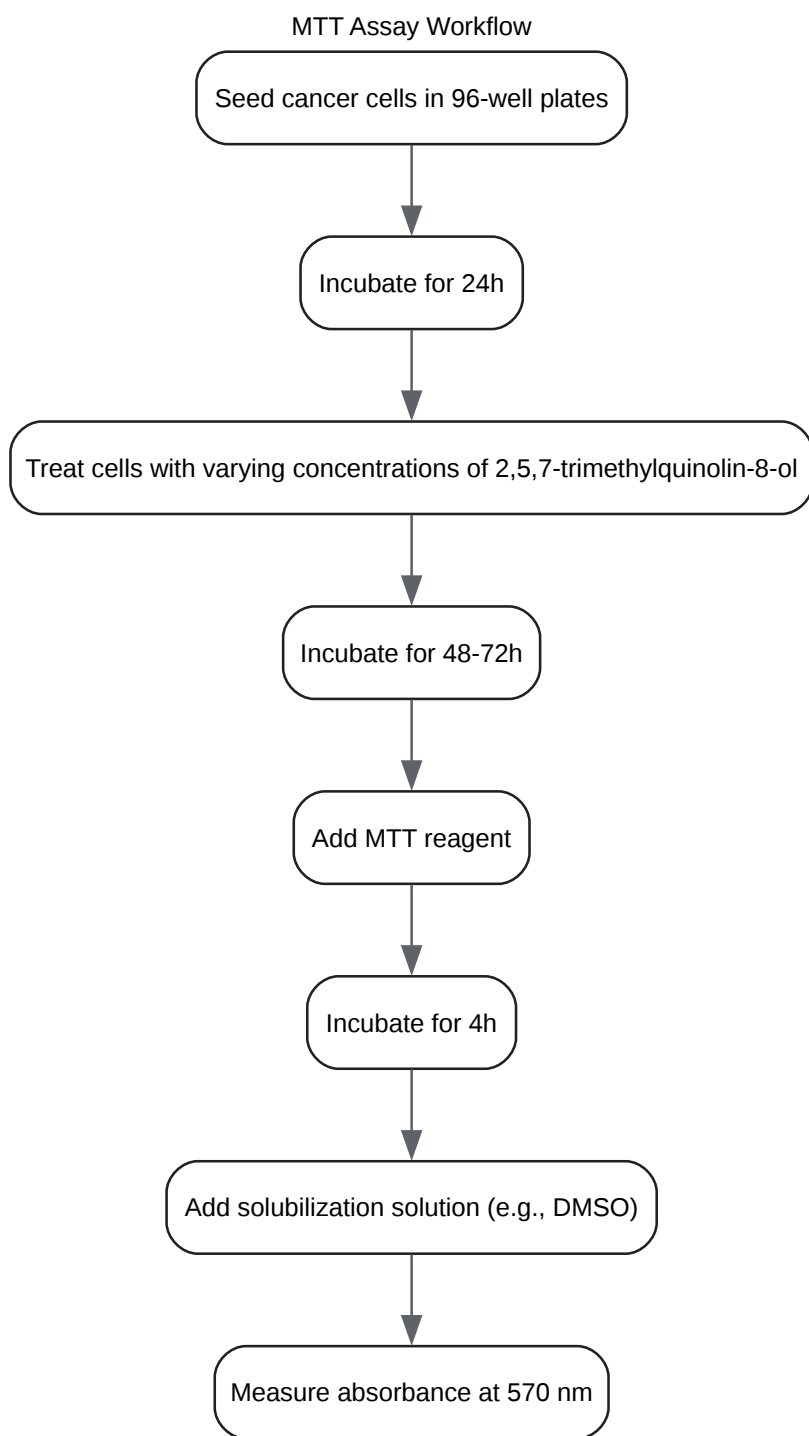 MTT Assay Workflow
Seed cancer cells in 96-well plates
Incubate for 24h
Treat cells with varying concentrations of 2,5,7-trimethylquinolin-8-ol
Incubate for 48-72h
Add MTT reagent
Incubate for 4h
Add solubilization solution (e.g., DMSO)
Measure absorbance at 570 nm